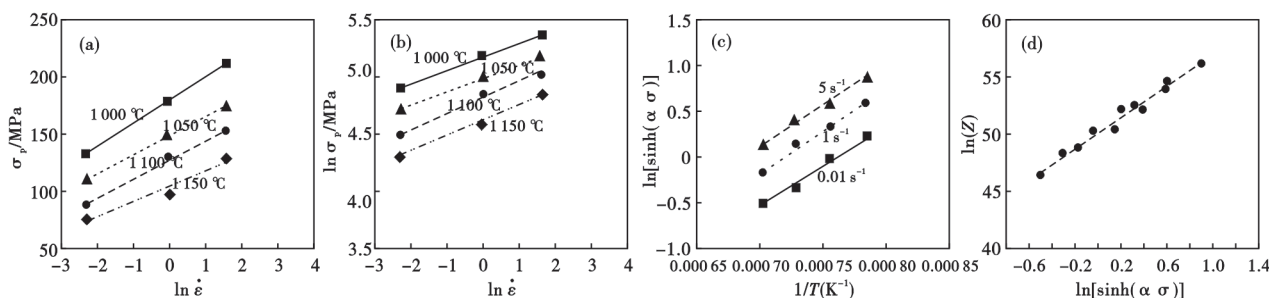 (a)
250
200
150
100
50
σp/MPa
1 000 ℃
1 050 ℃
1 100℃
1 150 ℃
−3 −2 −1 0 1 2 3 4
ln ε̇
(b)
5.5
5.0
4.5
4.0
3.5
ln σp/MPa
1 000 ℃
1 050 ℃
1 100℃
1 150 ℃
−3 −2 −1 0 1 2 3 4
ln ε̇
(c)
1.5
1.0
0.5
0
−0.5
−1.0
ln[sinh(α σ)]
5 s⁻¹
1 s⁻¹
0.01 s⁻¹
0.000 65 0.000 70 0.000 75 0.000 80 0.000 85
1/T(K⁻¹)
(d)
60
55
50
45
40
ln(Z)
−0.6 −0.2 0.2 0.6 1.0 1.4
ln[sinh(α σ)]